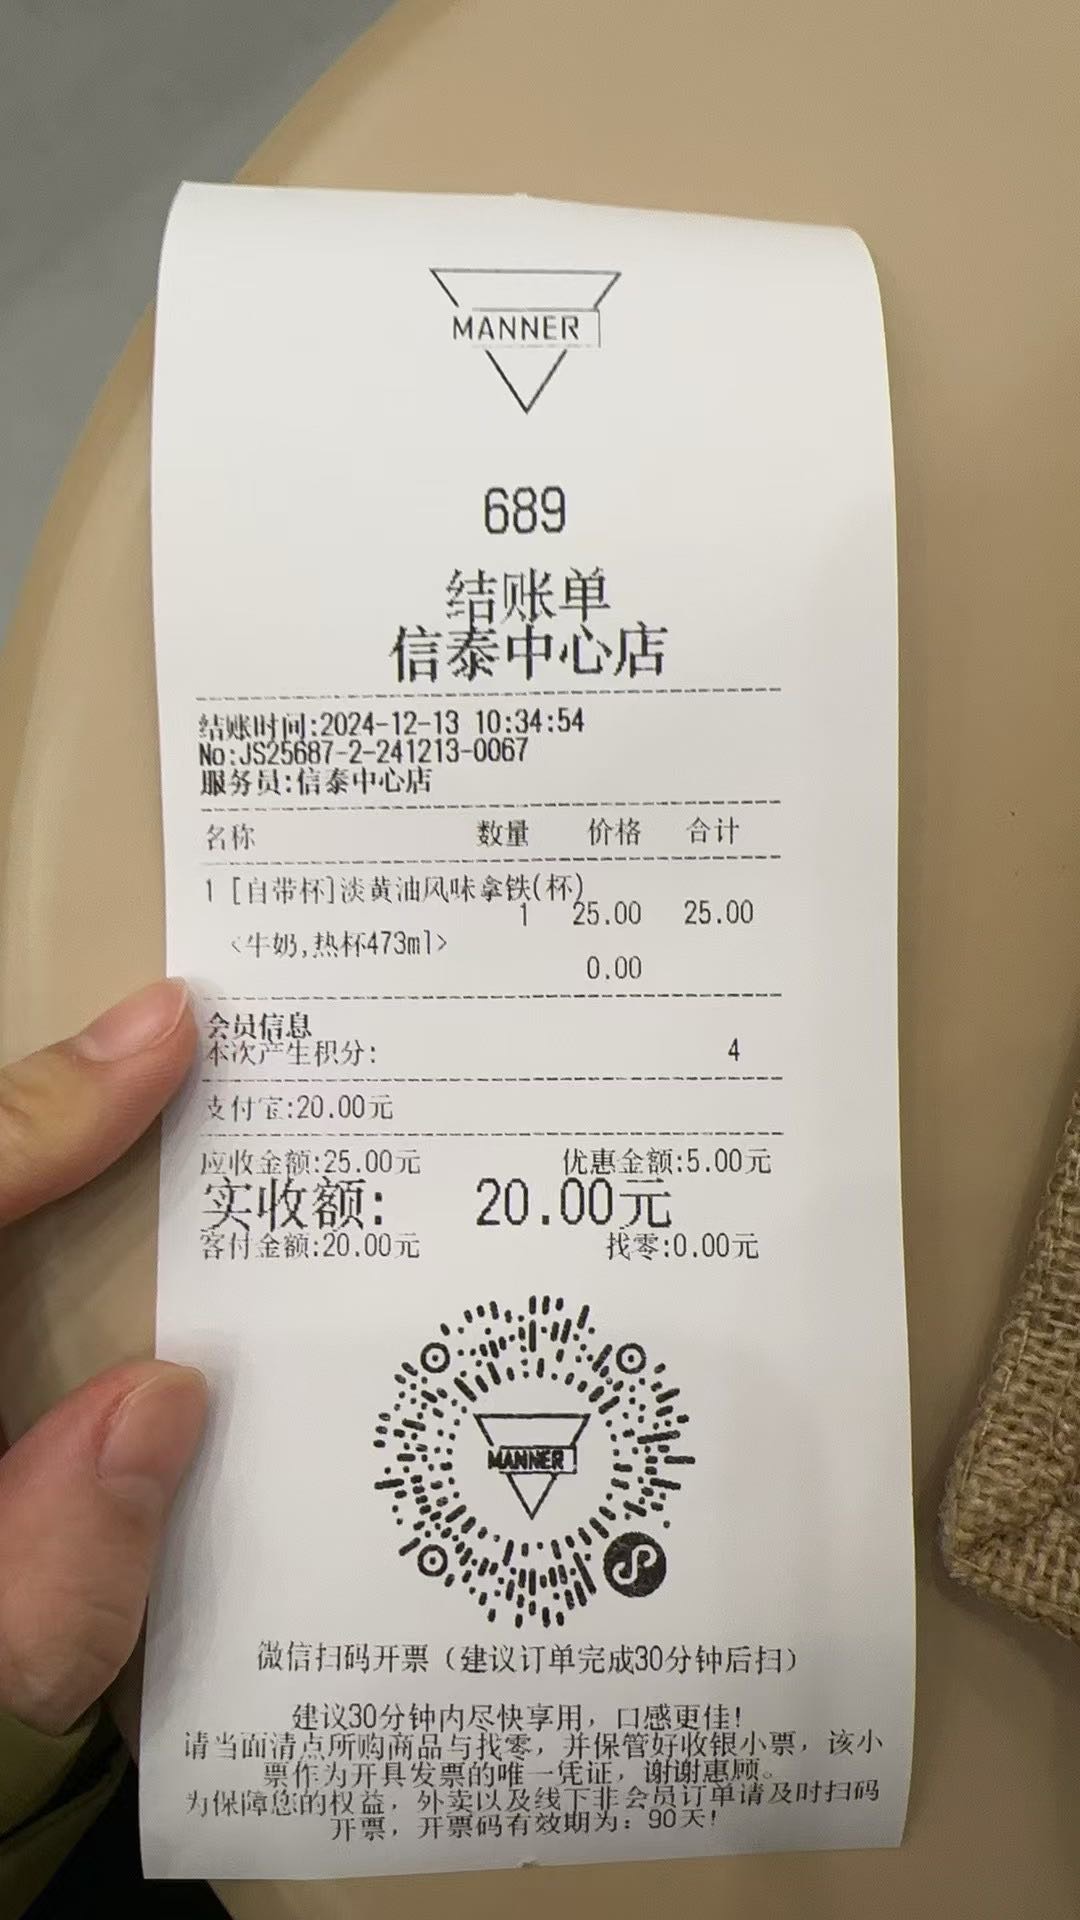 MANNER
689
结账单
信泰中心店
结账时间:2024-12-13 10:34:54
No:JS25687-2-241213-0067
服务员:信泰中心店
名称 数量 价格 合计
1 [自带杯]淡黄油风味拿铁(杯)
1 25.00 25.00
<牛奶,热杯473ml>
0.00
会员信息
本次产生积分: 4
支付宝:20.00元
应收金额:25.00元 优惠金额:5.00元
实收额: 20.00元
客付金额:20.00元 找零:0.00元
MANNER
微信扫码开票（建议订单完成30分钟后扫）
建议30分钟内尽快享用，口感更佳!
请当面清点所购商品与找零，并保管好收银小票，该小
票作为开具发票的唯一凭证，谢谢惠顾。
为保障您的权益，外卖以及线下非会员订单请及时扫码
开票，开票码有效期为：90天!